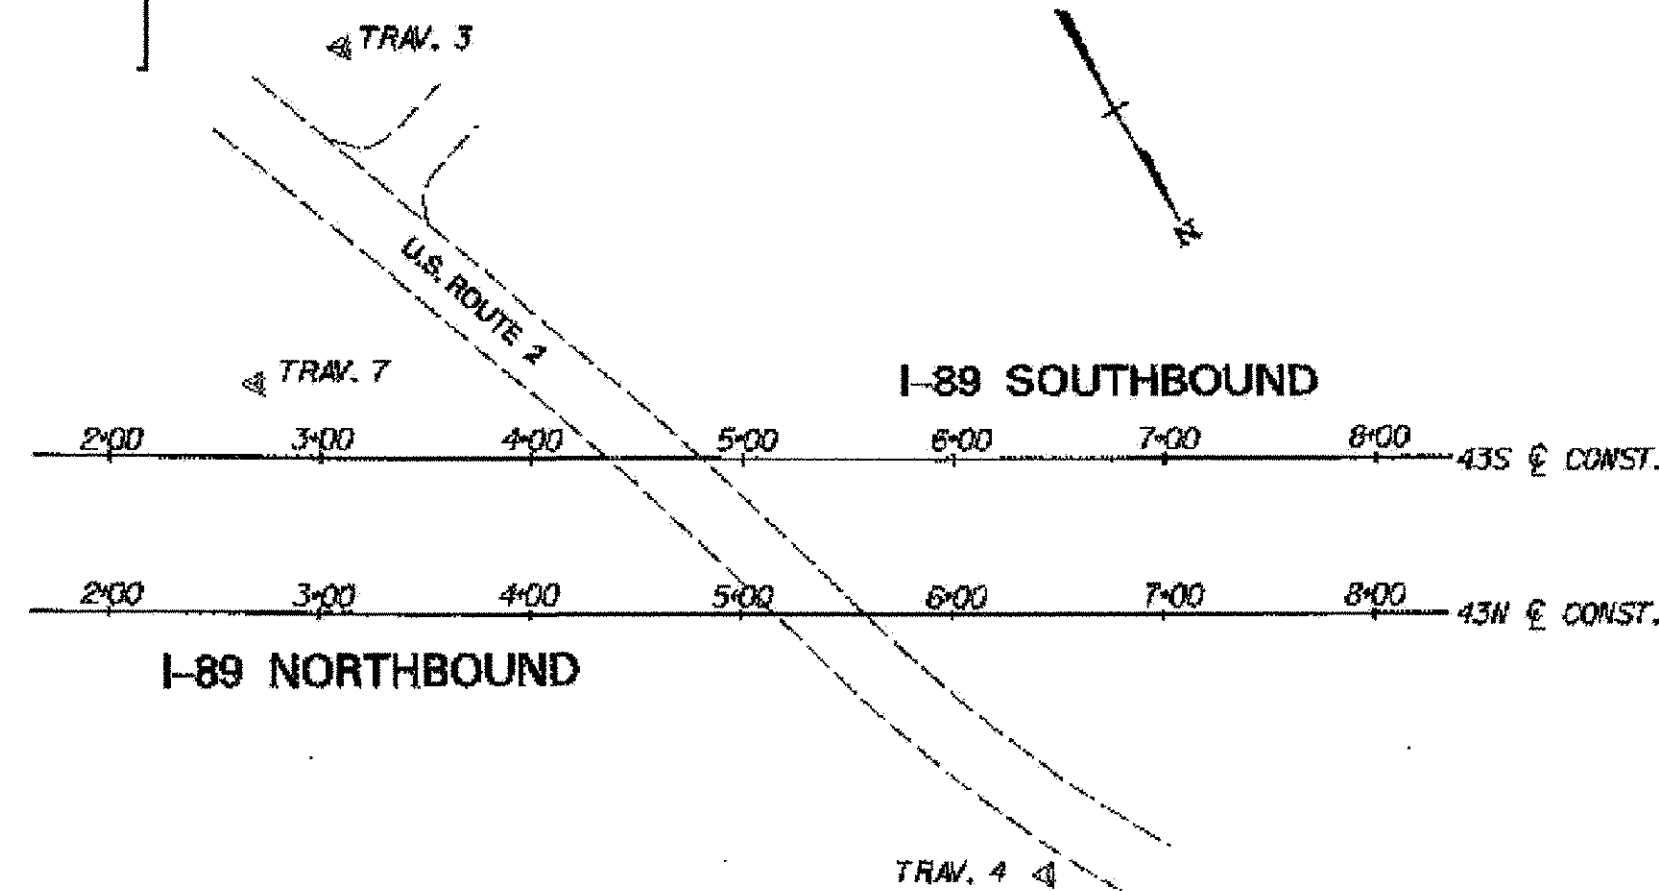 TRAV. 3
N
U.S. ROUTE 2
TRAV. 7
I-89 SOUTHBOUND
2+00 3+00 4+00 5+00 6+00 7+00 8+00
43S ℄ CONST.
2+00 3+00 4+00 5+00 6+00 7+00 8+00
43N ℄ CONST.
I-89 NORTHBOUND
TRAV. 4